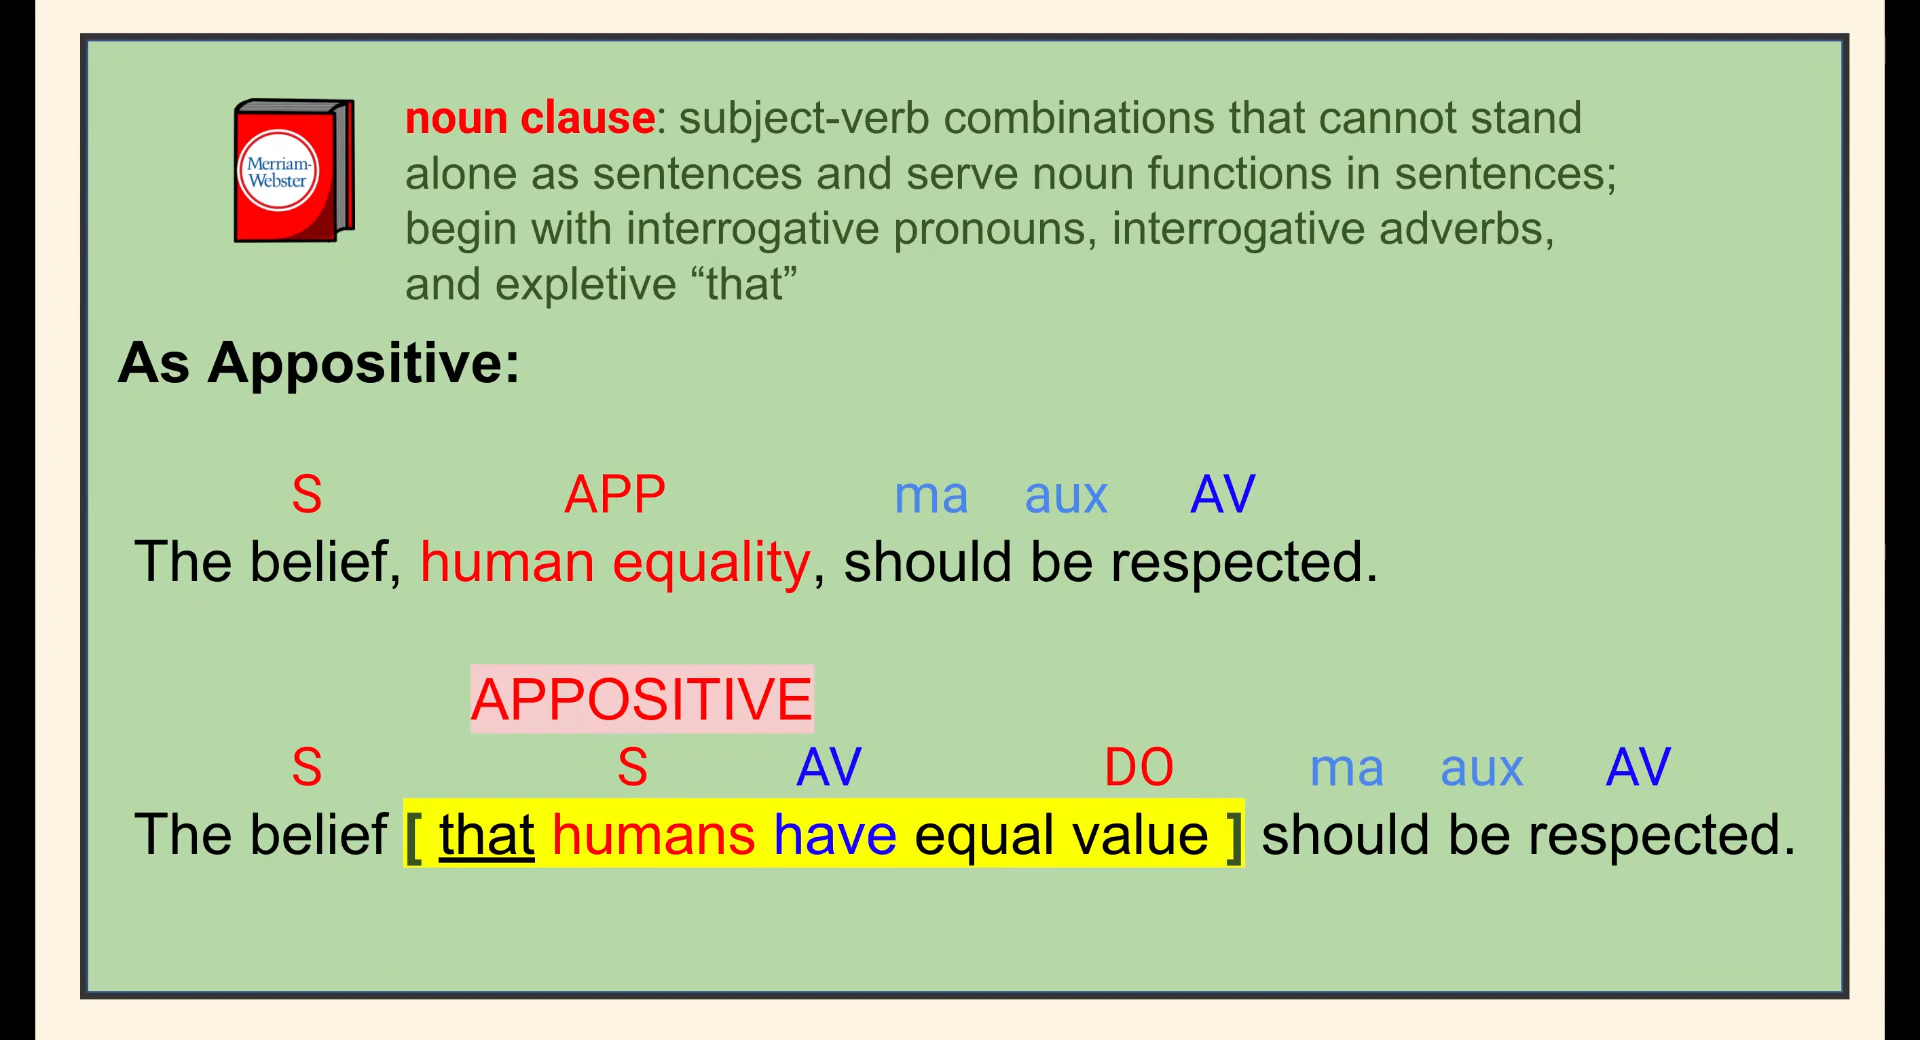 noun clause: subject-verb combinations that cannot stand
alone as sentences and serve noun functions in sentences;
begin with interrogative pronouns, interrogative adverbs,
and expletive “that”
Merriam-
Webster
As Appositive:
S APP ma aux AV
The belief, human equality, should be respected.
APPOSITIVE
S S AV DO ma aux AV
The belief [ that humans have equal value ] should be respected.